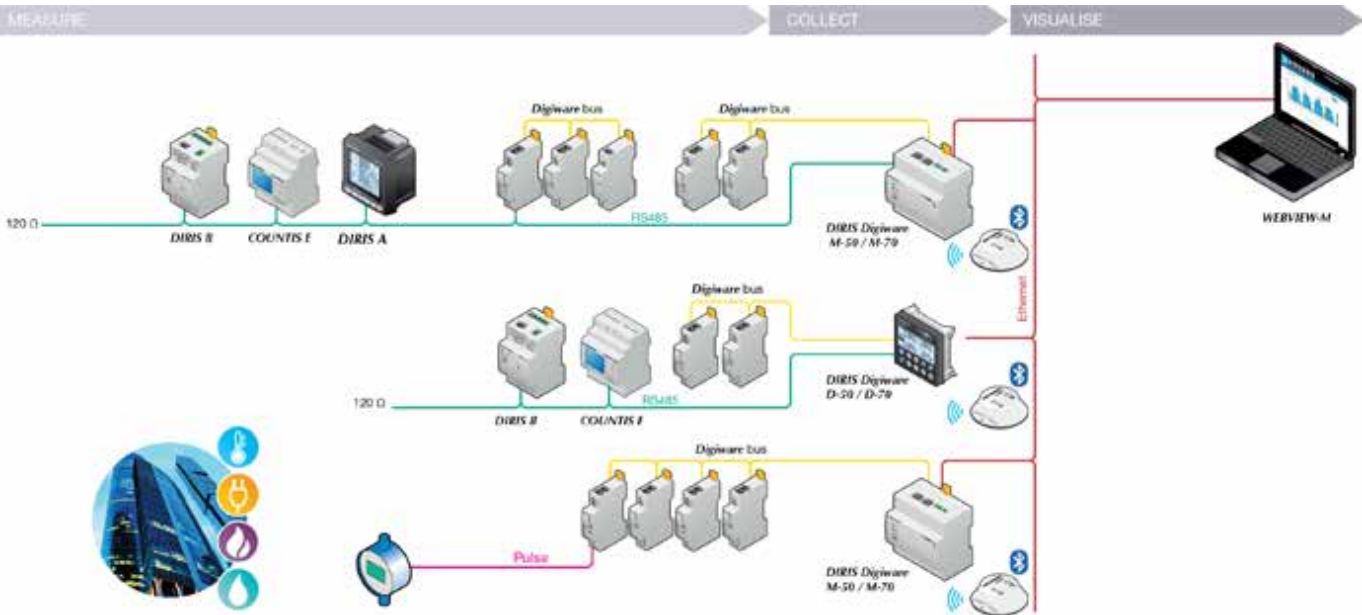 MEASURE
COLLECT
VISUALISE
Digiware bus
Digiware bus
120 Ω
RS485
DIRIS B
COUNTIS E
DIRIS A
DIRIS Digiware
M-50 / M-70
WEBVIEW-M
Ethernet
Digiware bus
120 Ω
RS485
DIRIS B
COUNTIS E
DIRIS Digiware
D-50 / D-70
Digiware bus
Pulse
DIRIS Digiware
M-50 / M-70